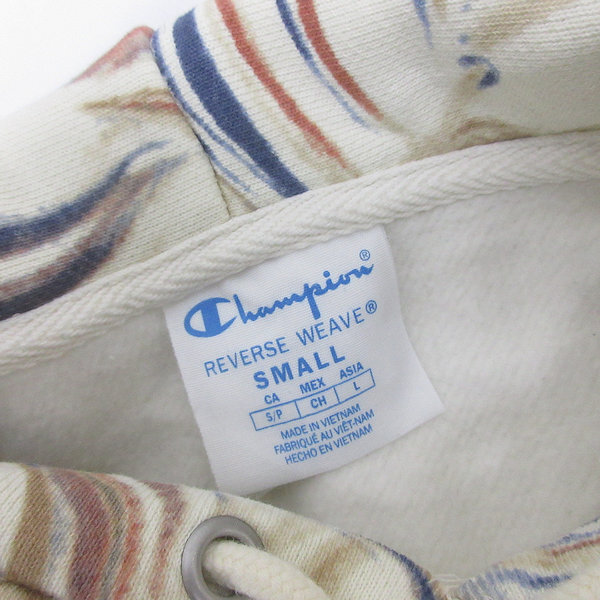 Champion®
REVERSE WEAVE®
SMALL
CA MEX ASIA
S/P CH L
MADE IN VIETNAM
FABRIQUÉ AU VIÊT-NAM
HECHO EN VIETNAM